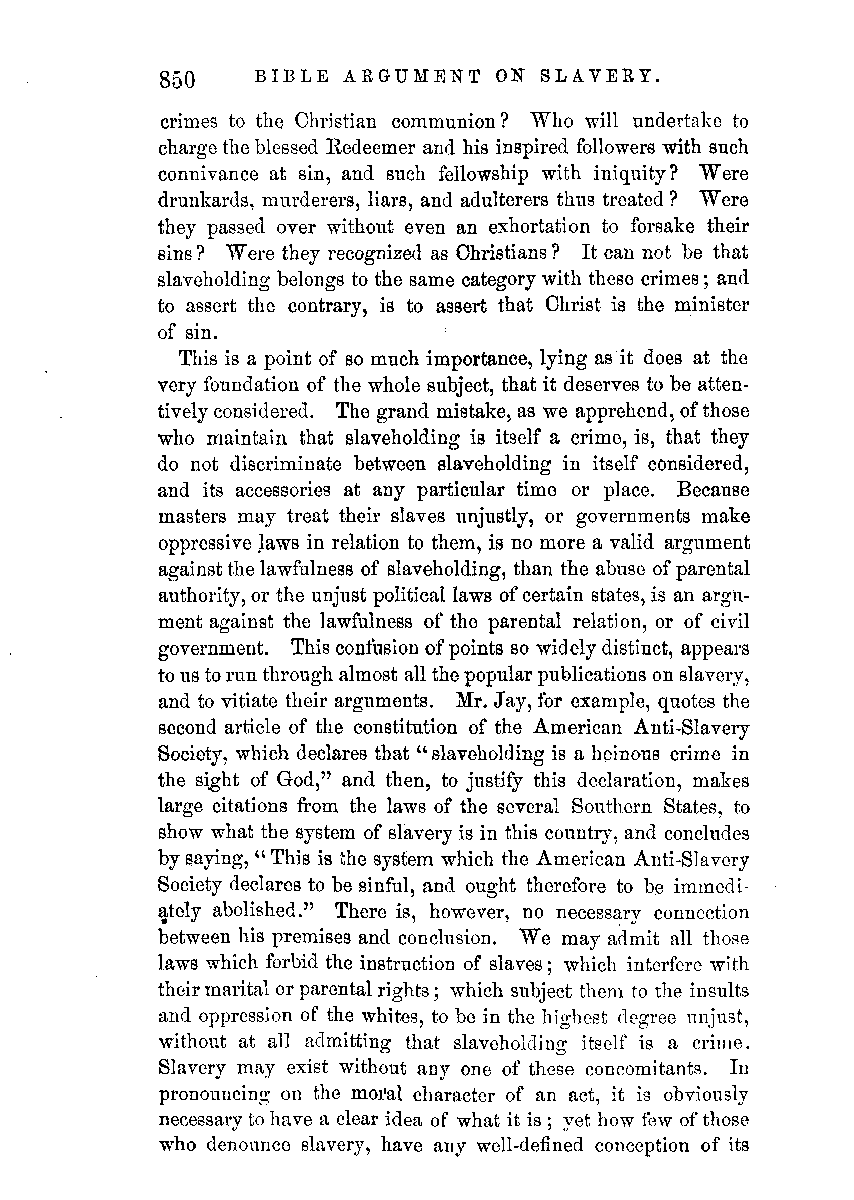 850 BIBLE ARGUMENT ON SLAVERY.
crimes to the Christian communion? Who will undertake to
charge the blessed Redeemer and his inspired followers with such
connivance at sin, and such fellowship with iniquity? Were
drunkards, murderers, liars, and adulterers thus treated? Were
they passed over without even an exhortation to forsake their
sins? Were they recognized as Christians? It can not be that
slaveholding belongs to the same category with these crimes; and
to assert the contrary, is to assert that Christ is the minister
of sin.
This is a point of so much importance, lying as it does at the
very foundation of the whole subject, that it deserves to be atten-
tively considered. The grand mistake, as we apprehend, of those
who maintain that slaveholding is itself a crime, is, that they
do not discriminate between slaveholding in itself considered,
and its accessories at any particular time or place. Because
masters may treat their slaves unjustly, or governments make
oppressive laws in relation to them, is no more a valid argument
against the lawfulness of slaveholding, than the abuse of parental
authority, or the unjust political laws of certain states, is an argu-
ment against the lawfulness of the parental relation, or of civil
government. This confusion of points so widely distinct, appears
to us to run through almost all the popular publications on slavery,
and to vitiate their arguments. Mr. Jay, for example, quotes the
second article of the constitution of the American Anti-Slavery
Society, which declares that "slaveholding is a heinous crime in
the sight of God," and then, to justify this declaration, makes
large citations from the laws of the several Southern States, to
show what the system of slavery is in this country, and concludes
by saying, "This is the system which the American Anti-Slavery
Society declares to be sinful, and ought therefore to be immedi-
ately abolished." There is, however, no necessary connection
between his premises and conclusion. We may admit all those
laws which forbid the instruction of slaves; which interfere with
their marital or parental rights; which subject them to the insults
and oppression of the whites, to be in the highest degree unjust,
without at all admitting that slaveholding itself is a crime.
Slavery may exist without any one of these concomitants. In
pronouncing on the moral character of an act, it is obviously
necessary to have a clear idea of what it is; yet how few of those
who denounce slavery, have any well-defined conception of its